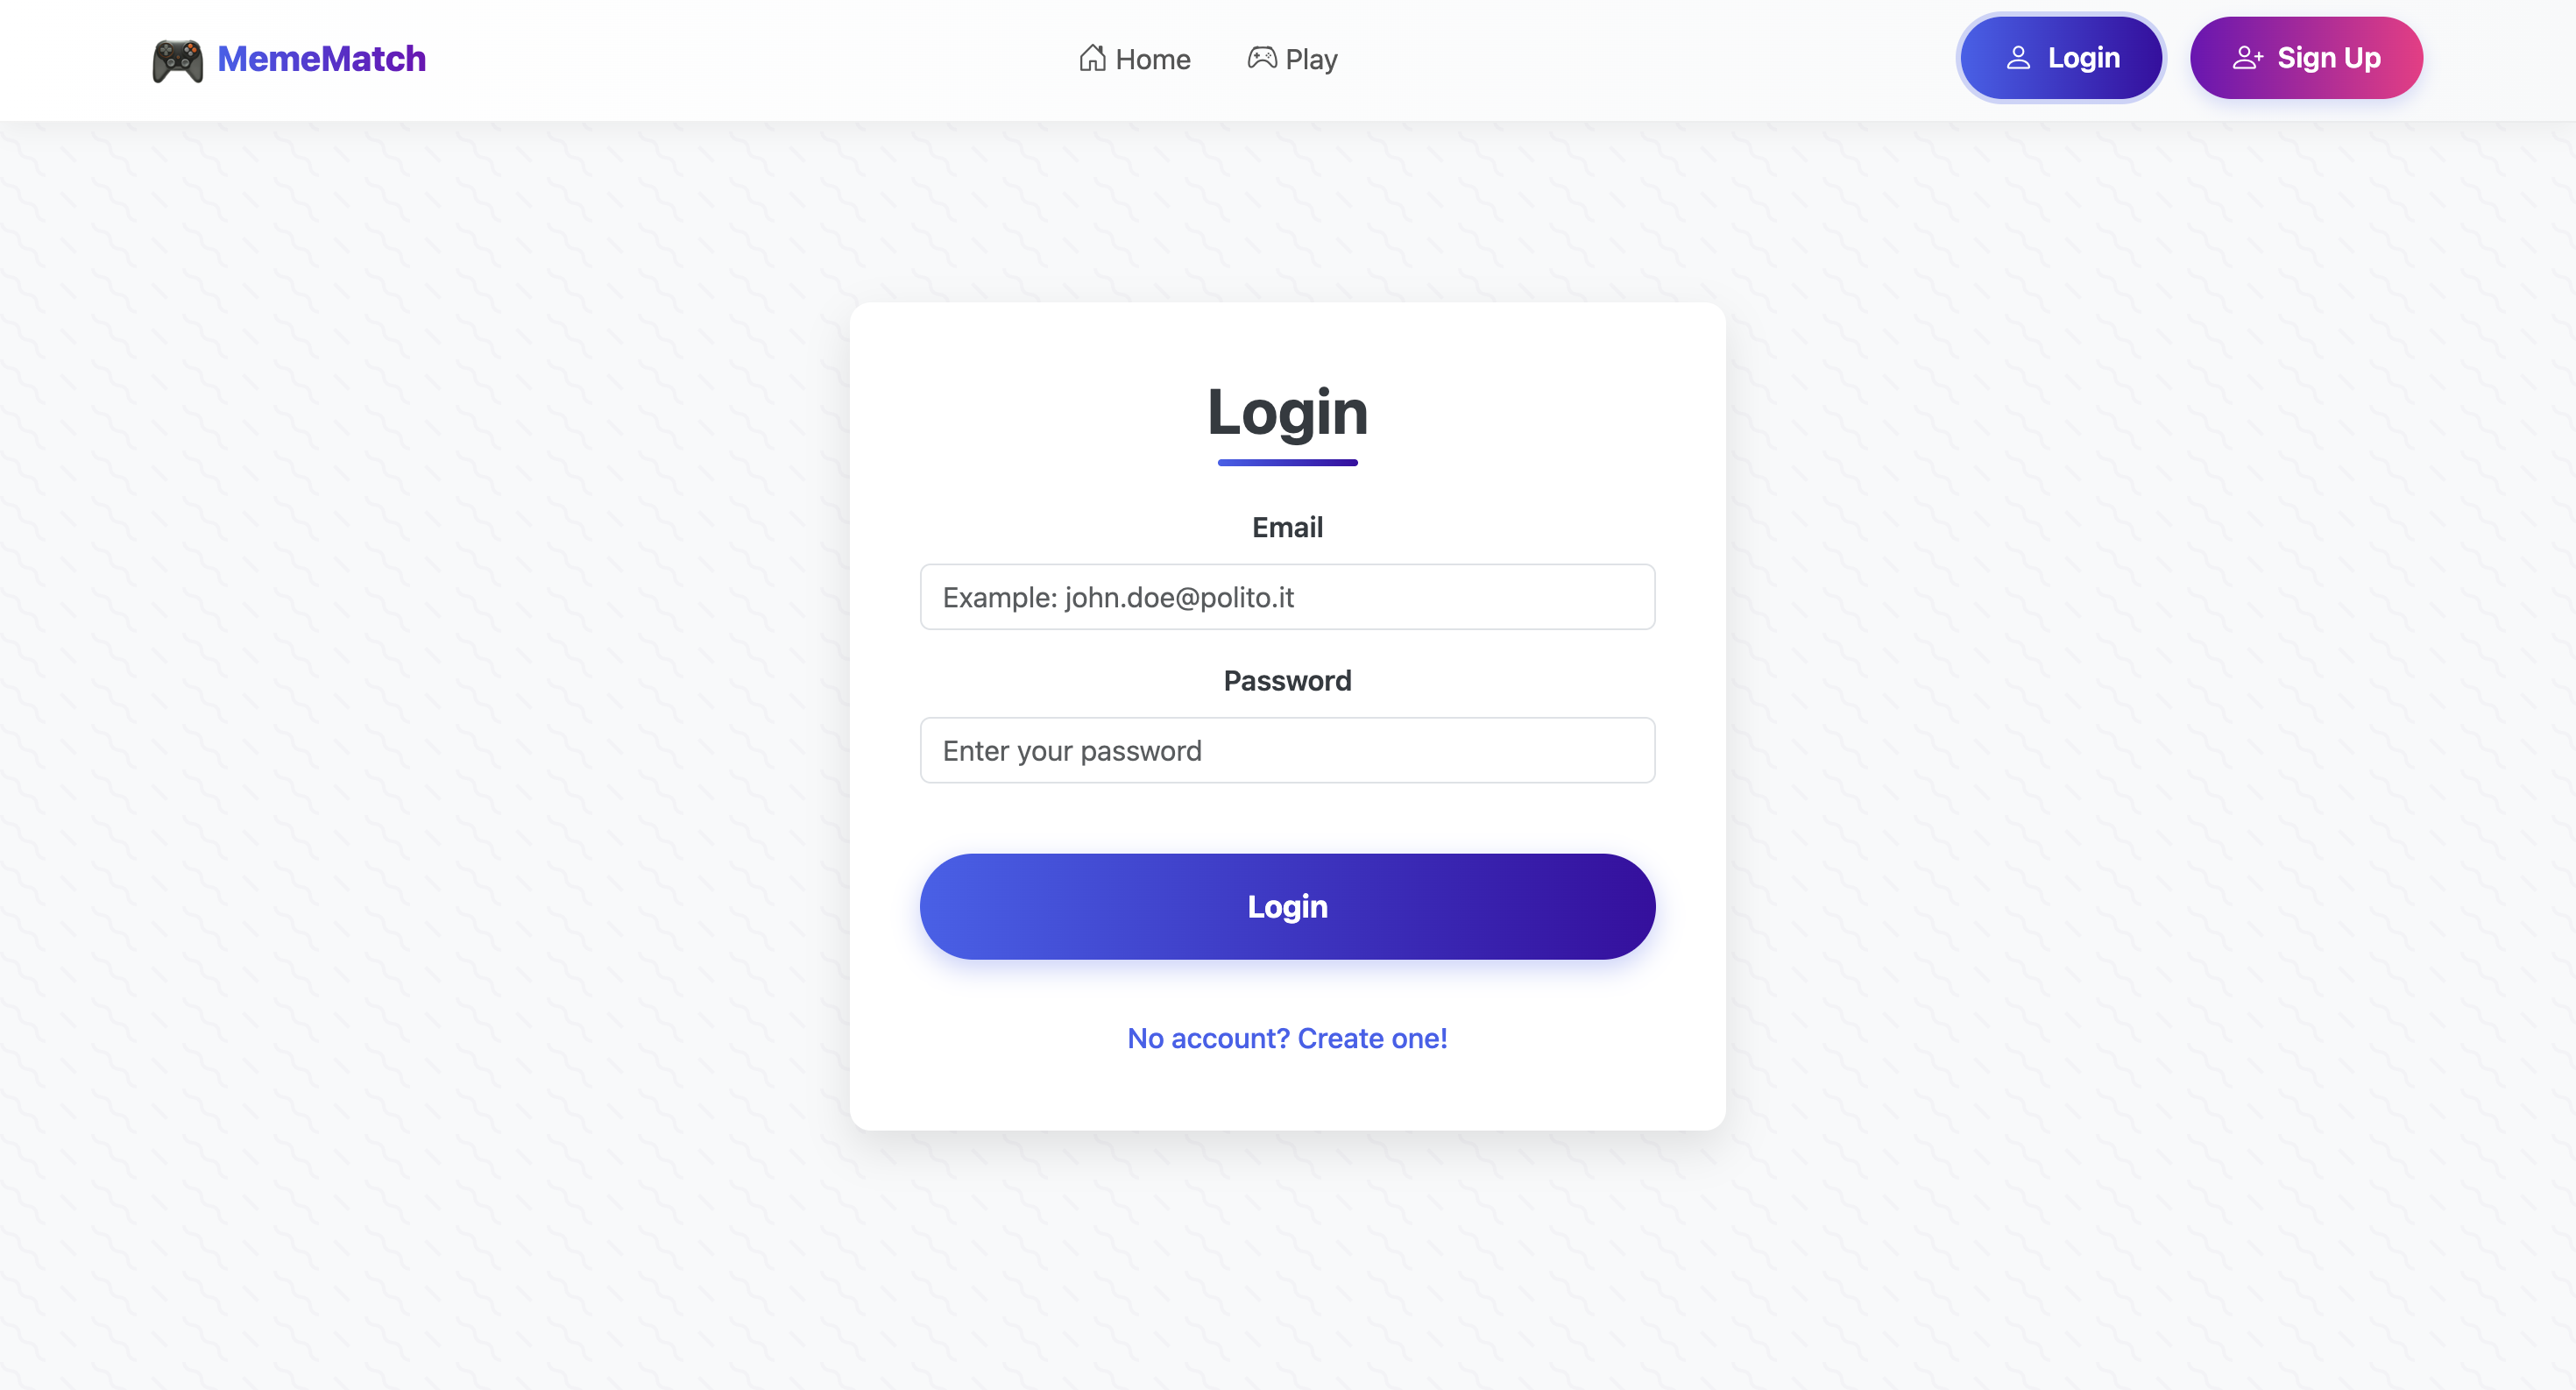 MemeMatch
Home
Play
Login
Sign Up
Login
Email
Example: john.doe@polito.it
Password
Enter your password
Login
No account? Create one!